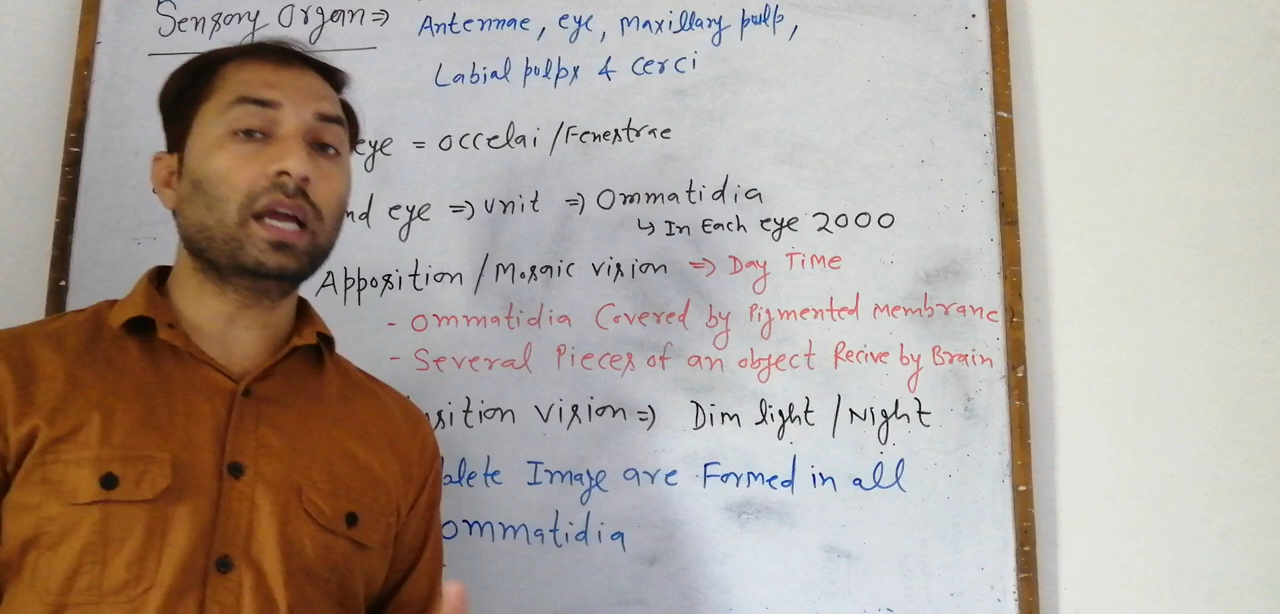 Sensory Organ ⇒ Antennae, eye, maxillary pulp,
Labial pulps & cerci
eye = occelai / Fenestrae
nd eye ⇒ unit ⇒ Ommatidia
↳ In Each eye 2000
Apposition / Mosaic vision ⇒ Day Time
- Ommatidia Covered by Pigmented membrane
- Several Pieces of an object Recive by Brain
sition vision ⇒ Dim light / Night
plete Image are Formed in all
ommatidia